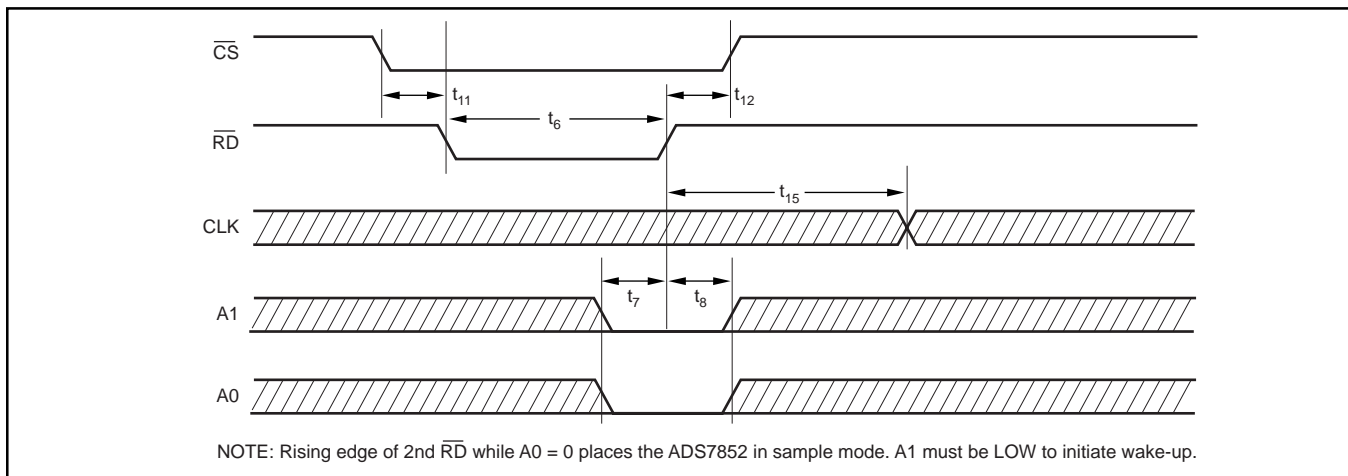 CS
t11
t12
t6
RD
t15
CLK
t7
t8
A1
A0
NOTE: Rising edge of 2nd RD while A0 = 0 places the ADS7852 in sample mode. A1 must be LOW to initiate wake-up.